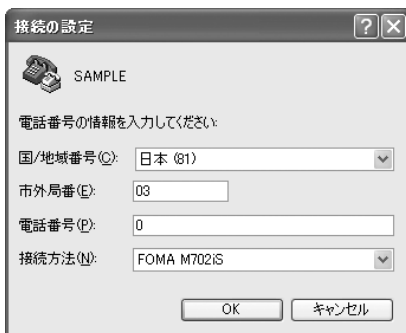 接続の設定
SAMPLE
電話番号の情報を入力してください:
国/地域番号(C): 日本 (81)
市外局番(E): 03
電話番号(P): 0
接続方法(N): FOMA M702iS
OK キャンセル